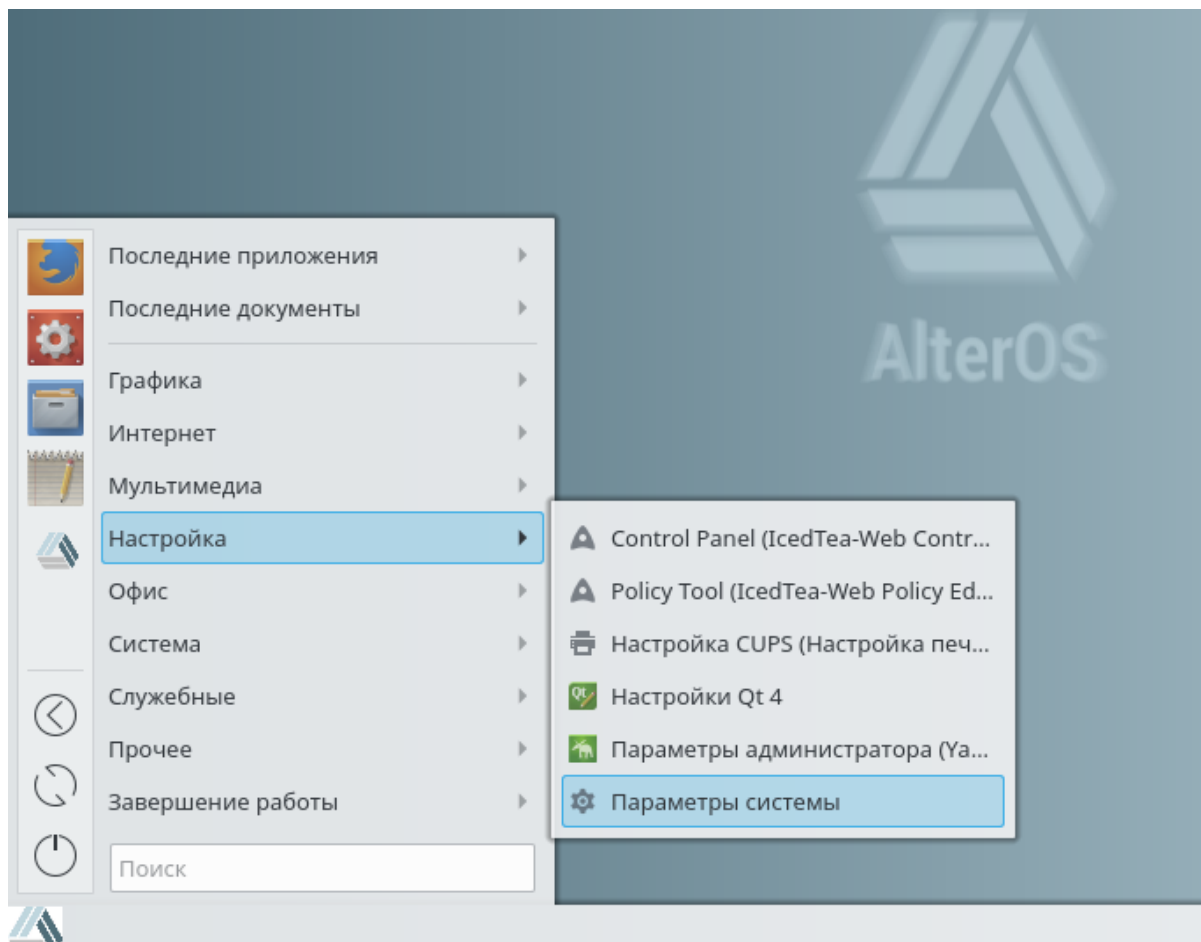 AlterOS
Последние приложения
Последние документы
Графика
Интернет
Мультимедиа
Настройка
Офис
Система
Служебные
Прочее
Завершение работы
Поиск
Control Panel (IcedTea-Web Contr...
Policy Tool (IcedTea-Web Policy Ed...
Настройка CUPS (Настройка печ...
Qt
Настройки Qt 4
Параметры администратора (Ya...
Параметры системы